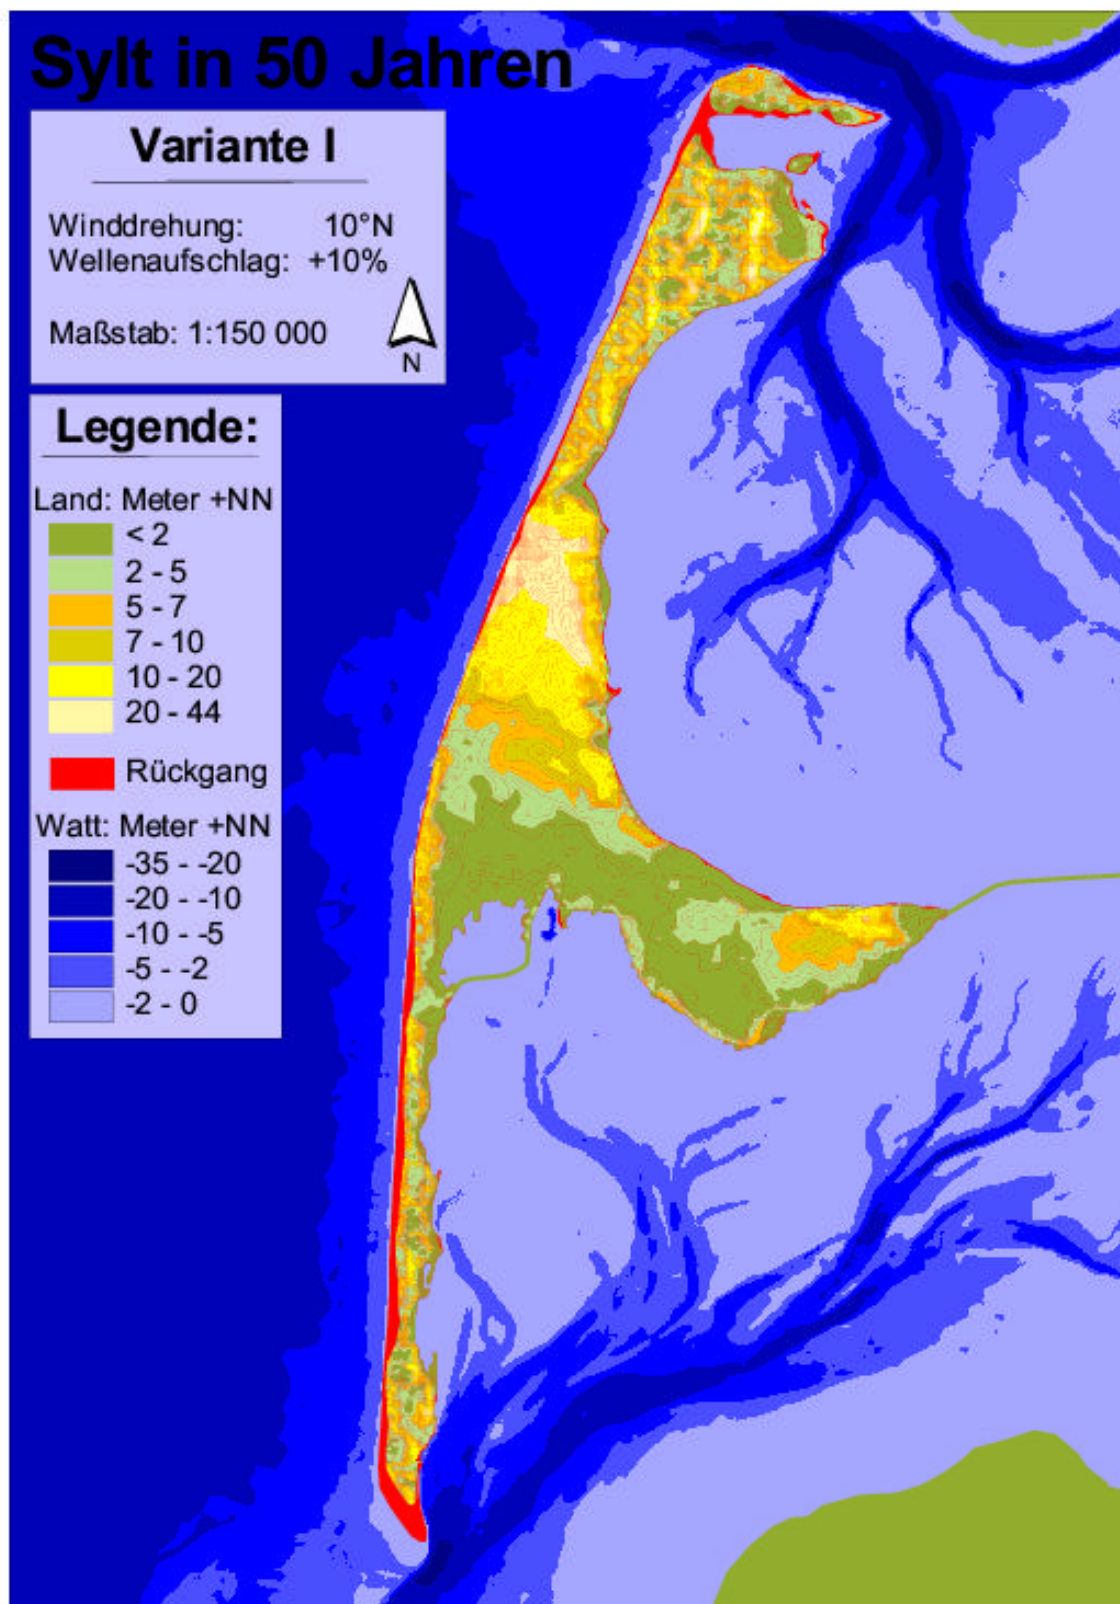 Sylt in 50 Jahren
Variante I
Winddrehung: 10°N
Wellenaufschlag: +10%
Maßstab: 1:150 000
N
Legende:
Land: Meter +NN
< 2
2 - 5
5 - 7
7 - 10
10 - 20
20 - 44
Rückgang
Watt: Meter +NN
-35 - -20
-20 - -10
-10 - -5
-5 - -2
-2 - 0